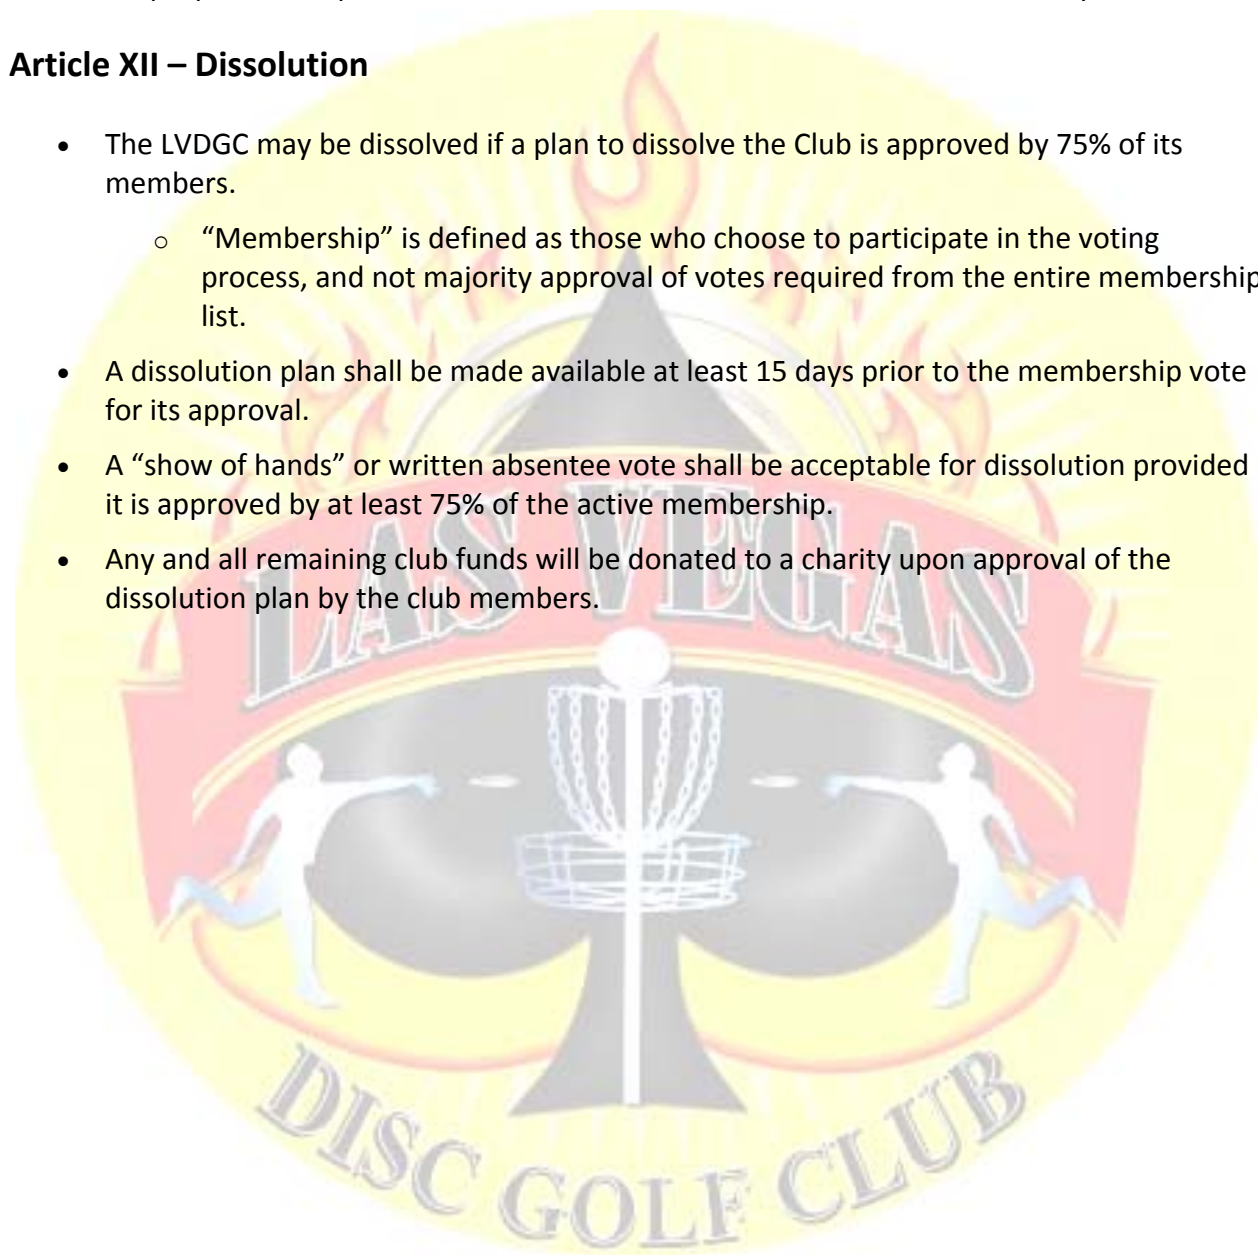 Article XII – Dissolution
• The LVDGC may be dissolved if a plan to dissolve the Club is approved by 75% of its
members.
o “Membership” is defined as those who choose to participate in the voting
process, and not majority approval of votes required from the entire membership
list.
• A dissolution plan shall be made available at least 15 days prior to the membership vote
for its approval.
• A “show of hands” or written absentee vote shall be acceptable for dissolution provided
it is approved by at least 75% of the active membership.
• Any and all remaining club funds will be donated to a charity upon approval of the
dissolution plan by the club members.
LAS VEGAS
DISC GOLF CLUB